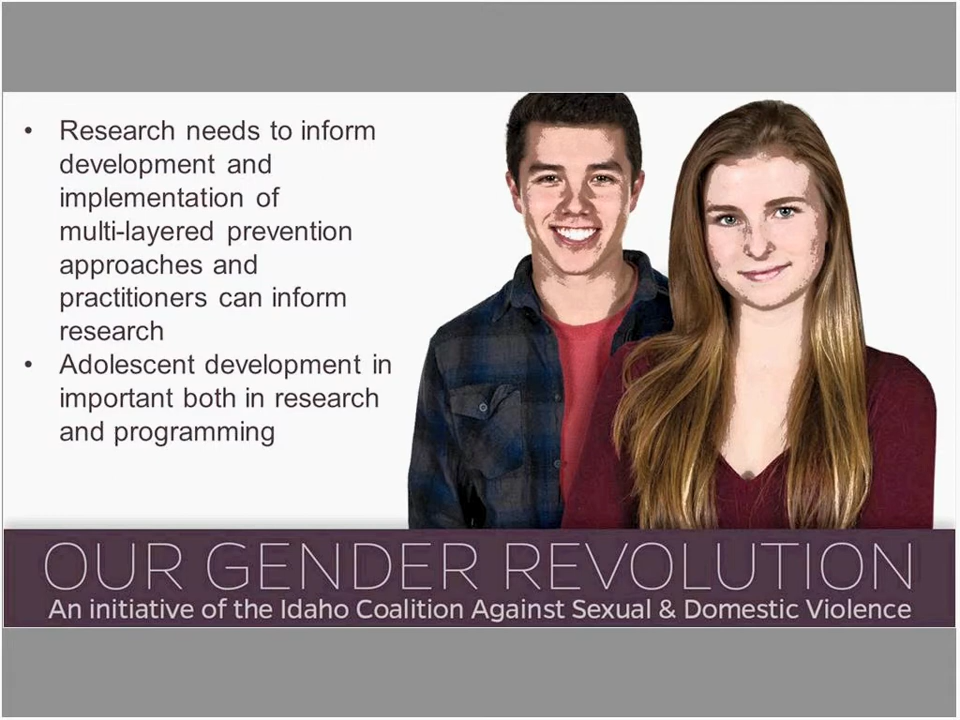 • Research needs to inform
development and
implementation of
multi-layered prevention
approaches and
practitioners can inform
research
• Adolescent development in
important both in research
and programming
OUR GENDER REVOLUTION
An initiative of the Idaho Coalition Against Sexual & Domestic Violence